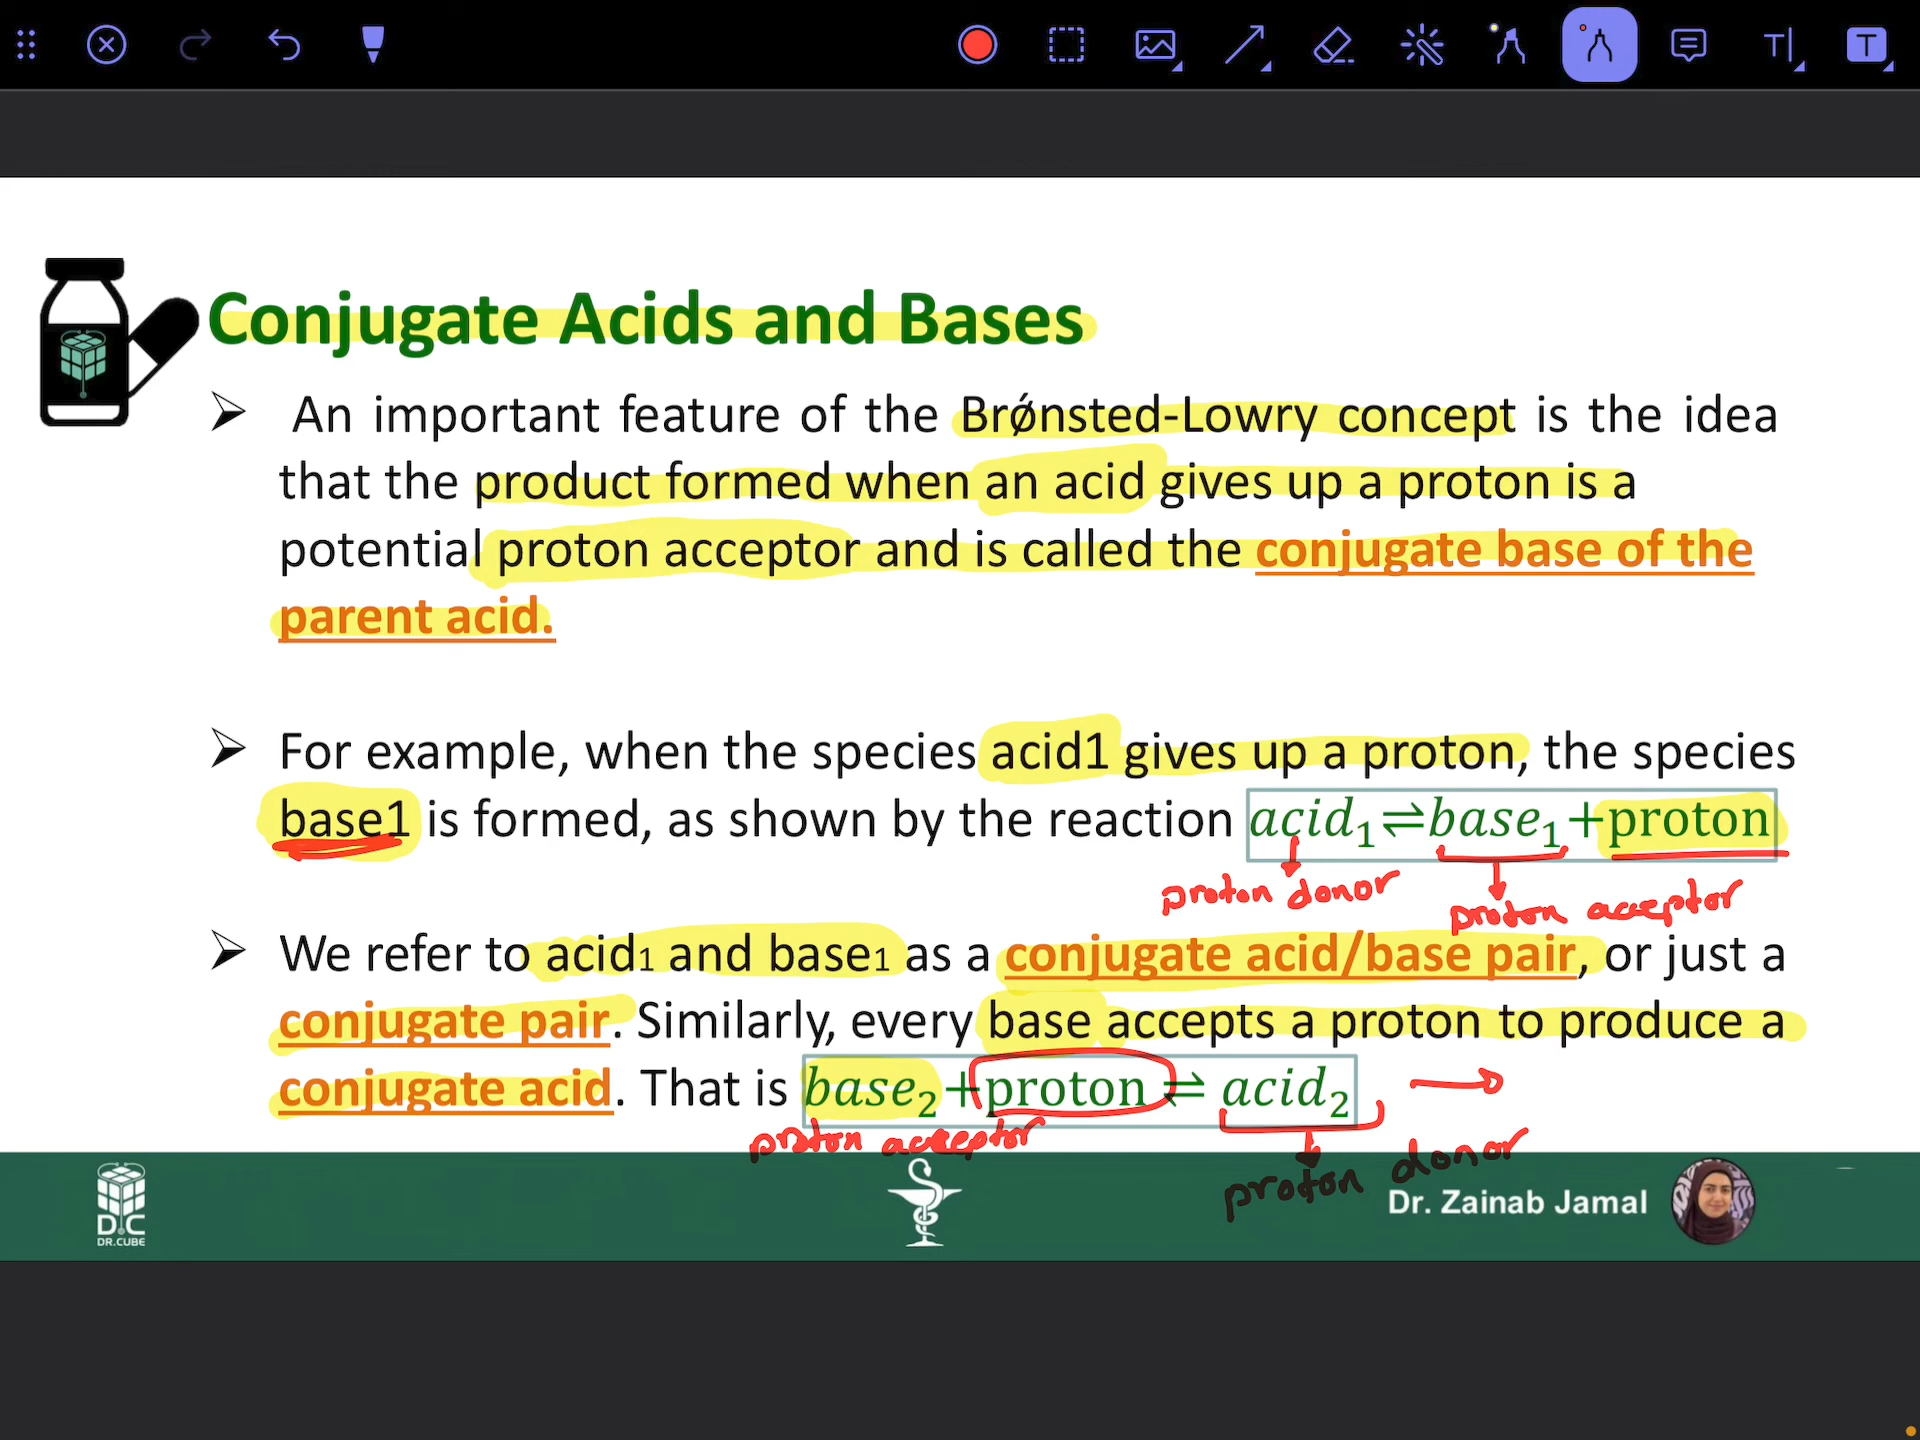 Conjugate Acids and Bases
➢ An important feature of the Brǿnsted-Lowry concept is the idea
that the product formed when an acid gives up a proton is a
potential proton acceptor and is called the conjugate base of the
parent acid.
➢ For example, when the species acid1 gives up a proton, the species
base1 is formed, as shown by the reaction acid₁⇌base₁+proton
proton donor
proton acceptor
➢ We refer to acid₁ and base₁ as a conjugate acid/base pair, or just a
conjugate pair. Similarly, every base accepts a proton to produce a
conjugate acid. That is base₂+proton⇌ acid₂
proton acceptor
proton donor
DC
DR.CUBE
Dr. Zainab Jamal